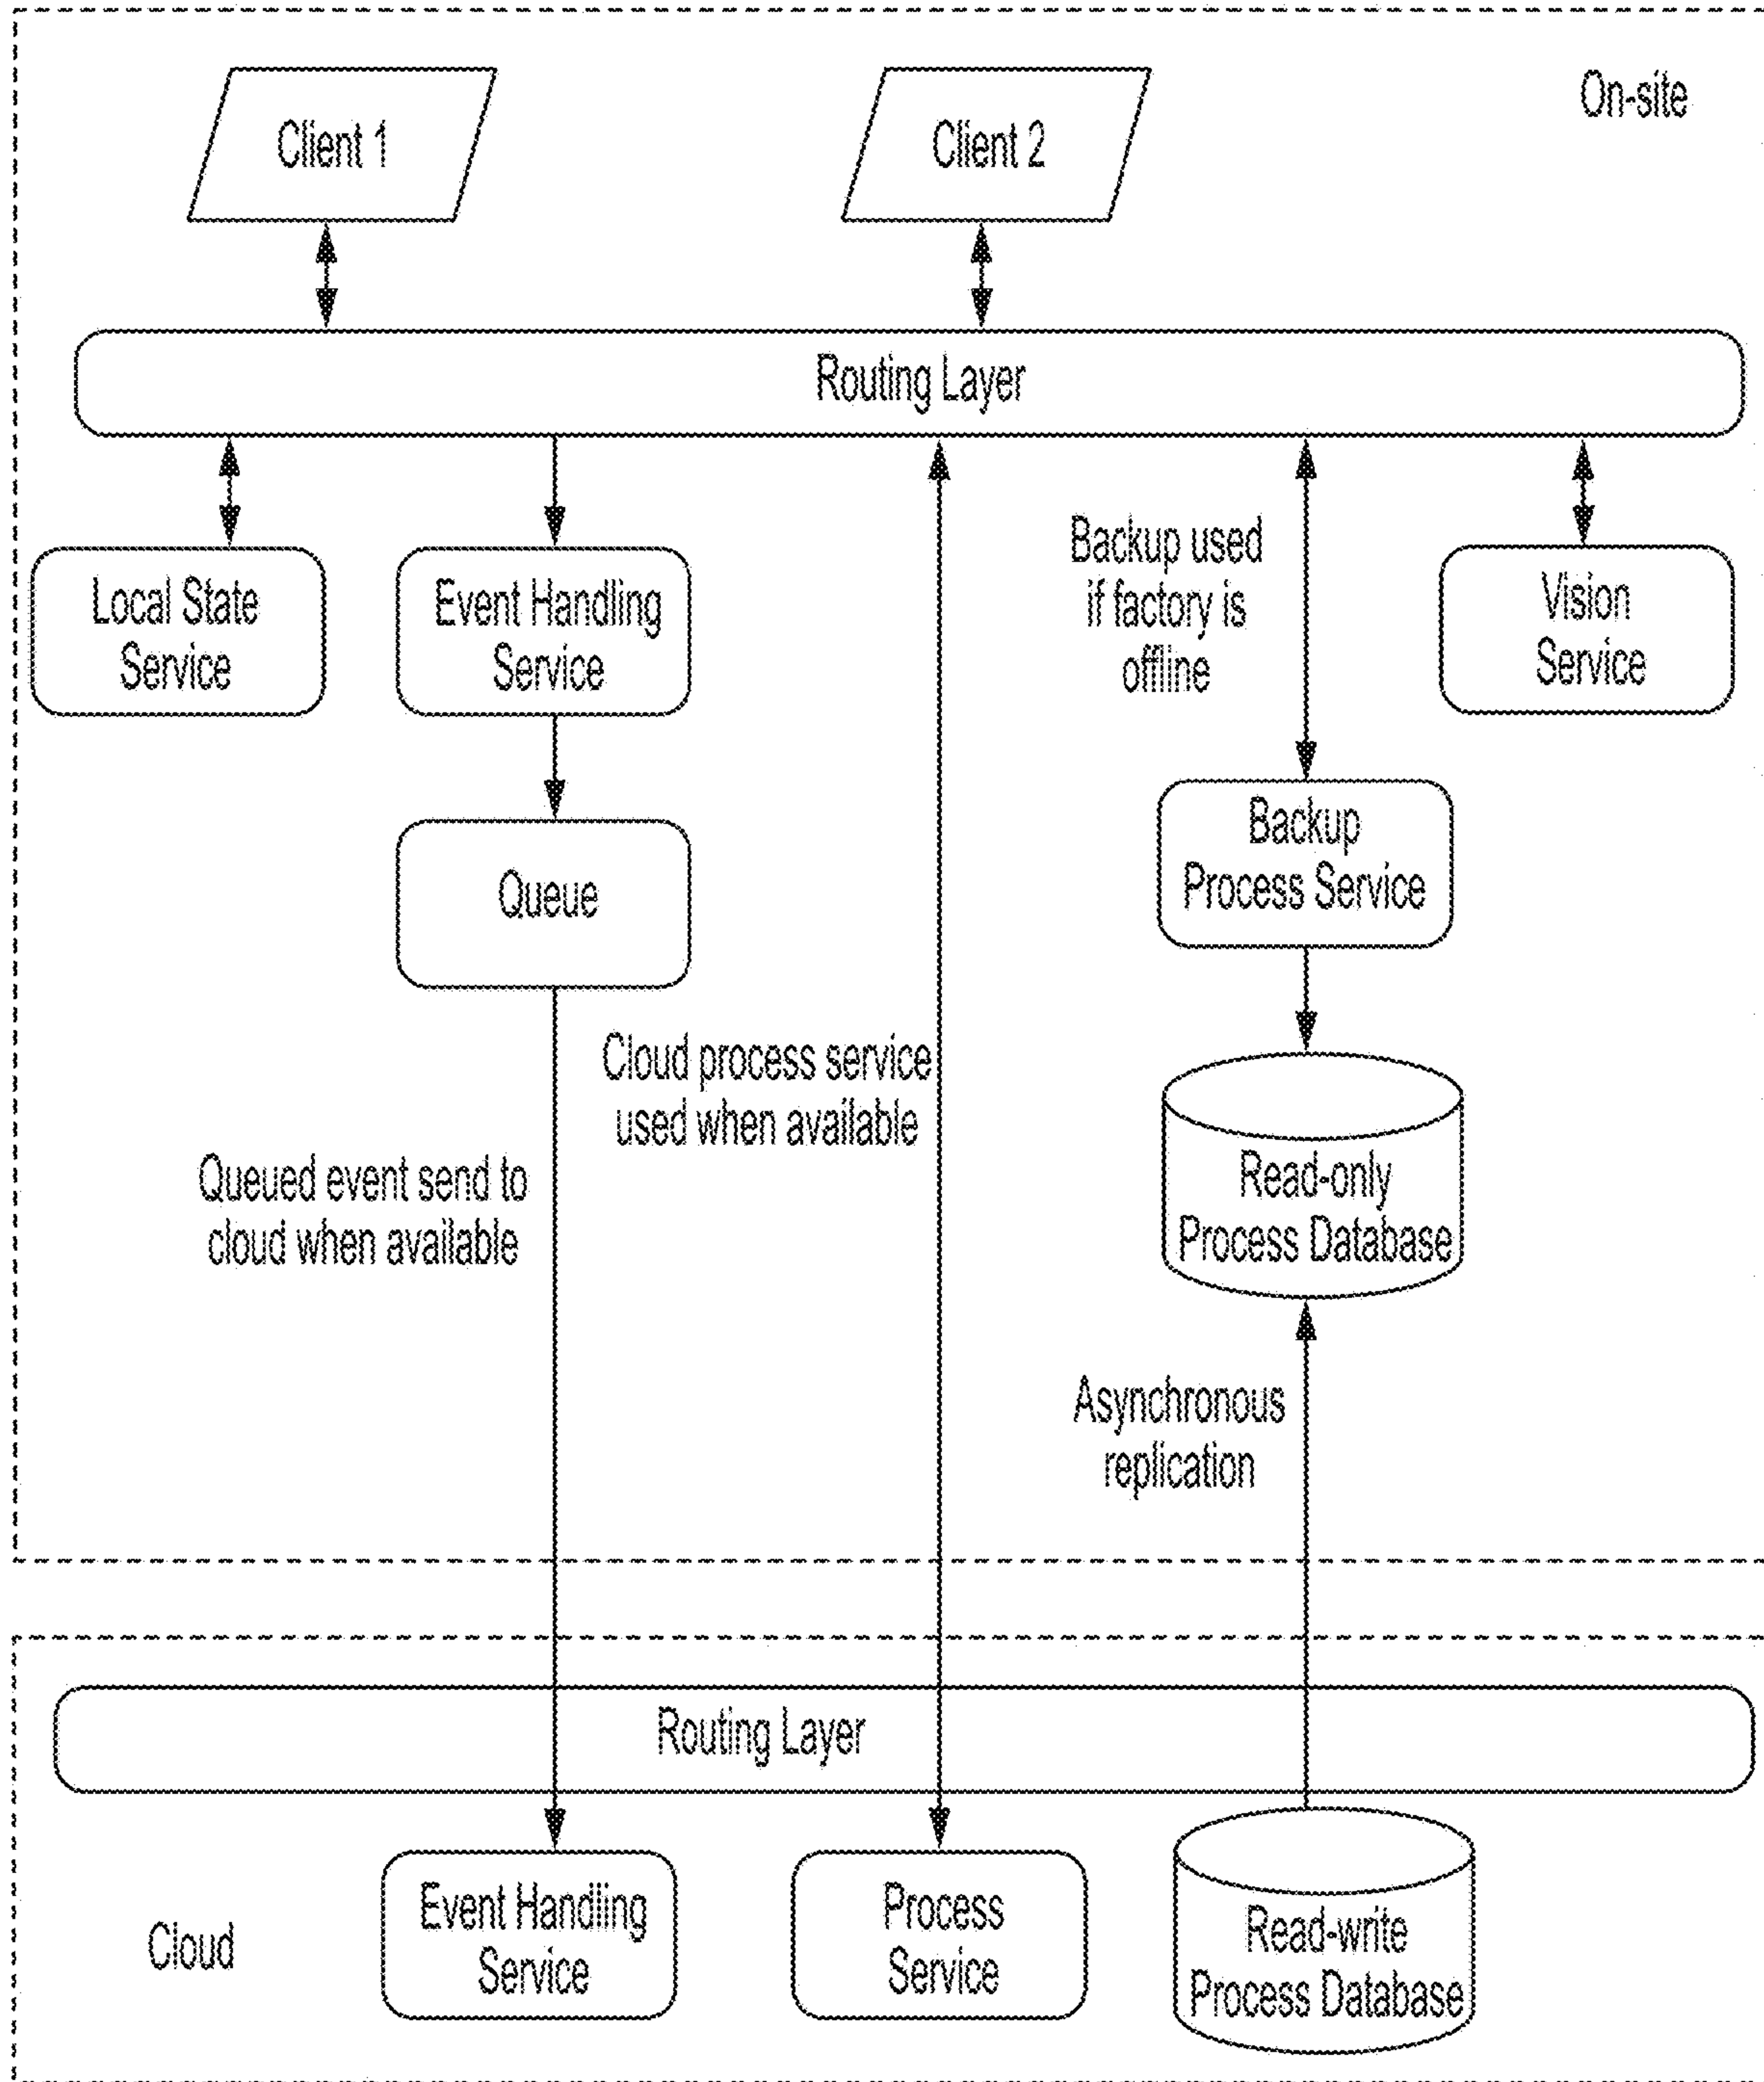 On-site
Client 1
Client 2
Routing Layer
Local State
Service
Event Handling
Service
Backup used
if factory is
offline
Vision
Service
Queue
Backup
Process Service
Cloud process service
used when available
Queued event send to
cloud when available
Read-only
Process Database
Asynchronous
replication
Routing Layer
Cloud
Event Handling
Service
Process
Service
Read-write
Process Database